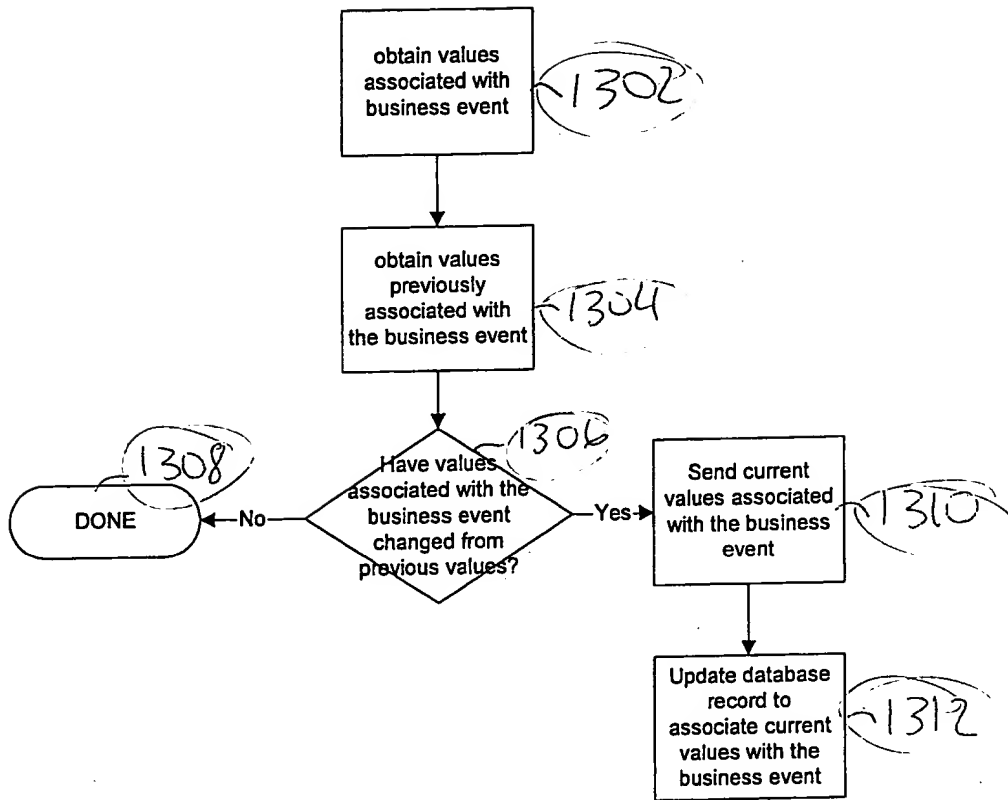 obtain values
associated with
business event
1302
obtain values
previously
associated with
the business event
1304
1306
Have values
associated with the
business event
changed from
previous values?
1308
DONE
No
Yes
Send current
values associated
with the business
event
1310
Update database
record to
associate current
values with the
business event
1312